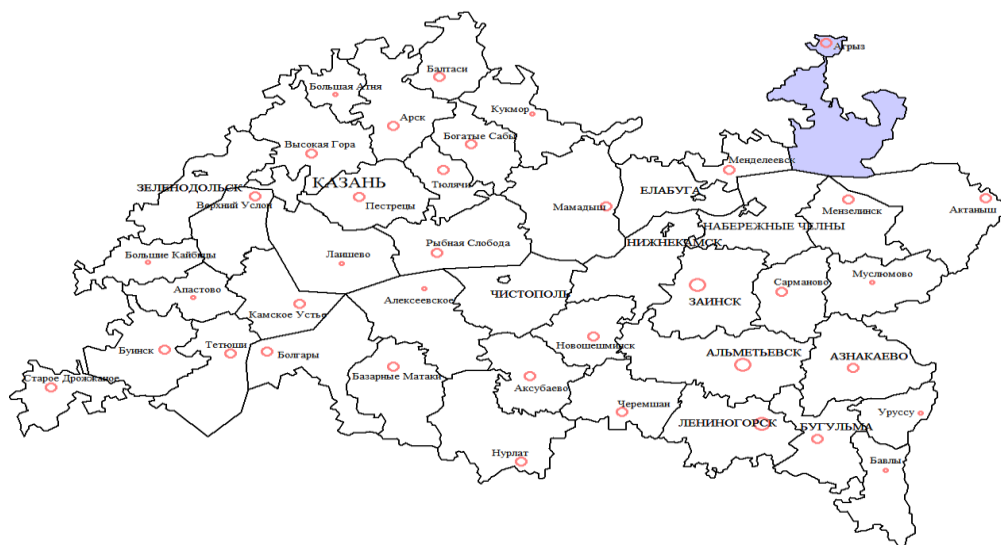 Агрыз
Балтаси
Большая Атня
Кукмор
Арск
Богатые Сабы
Высокая Гора
Менделеевск
ЗЕЛЕНОДОЛЬСК
КАЗАНЬ
Тюлячи
ЕЛАБУГА
Верхний Услон
Пестрецы
Мамадыш
Мензелинск
Актаныш
НАБЕРЕЖНЫЕ ЧЕЛНЫ
Рыбная Слобода
НИЖНЕКАМСК
Большие Кайбицы
Лаишево
Муслюмово
Апастово
Алексеевское
ЧИСТОПОЛЬ
ЗАИНСК
Сарманово
Камское Устье
Тетюши
Новошешминск
Буинск
Болгары
АЛЬМЕТЬЕВСК
АЗНАКАЕВО
Старое Дрожжаное
Базарные Матаки
Аксубаево
Черемшан
Уруссу
ЛЕНИНОГОРСК
БУГУЛЬМА
Нурлат
Бавлы